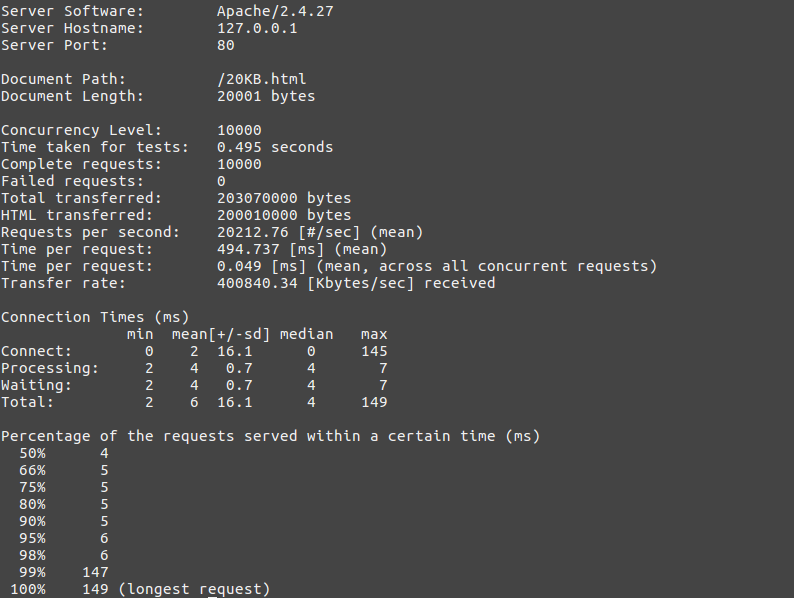 Server Software:        Apache/2.4.27
Server Hostname:        127.0.0.1
Server Port:            80

Document Path:          /20KB.html
Document Length:        20001 bytes

Concurrency Level:      10000
Time taken for tests:   0.495 seconds
Complete requests:      10000
Failed requests:        0
Total transferred:      203070000 bytes
HTML transferred:       200010000 bytes
Requests per second:    20212.76 [#/sec] (mean)
Time per request:       494.737 [ms] (mean)
Time per request:       0.049 [ms] (mean, across all concurrent requests)
Transfer rate:          400840.34 [Kbytes/sec] received

Connection Times (ms)
              min  mean[+/-sd] median   max
Connect:        0    2  16.1      0     145
Processing:     2    4   0.7      4       7
Waiting:        2    4   0.7      4       7
Total:          2    6  16.1      4     149

Percentage of the requests served within a certain time (ms)
  50%      4
  66%      5
  75%      5
  80%      5
  90%      5
  95%      6
  98%      6
  99%    147
 100%    149 (longest request)